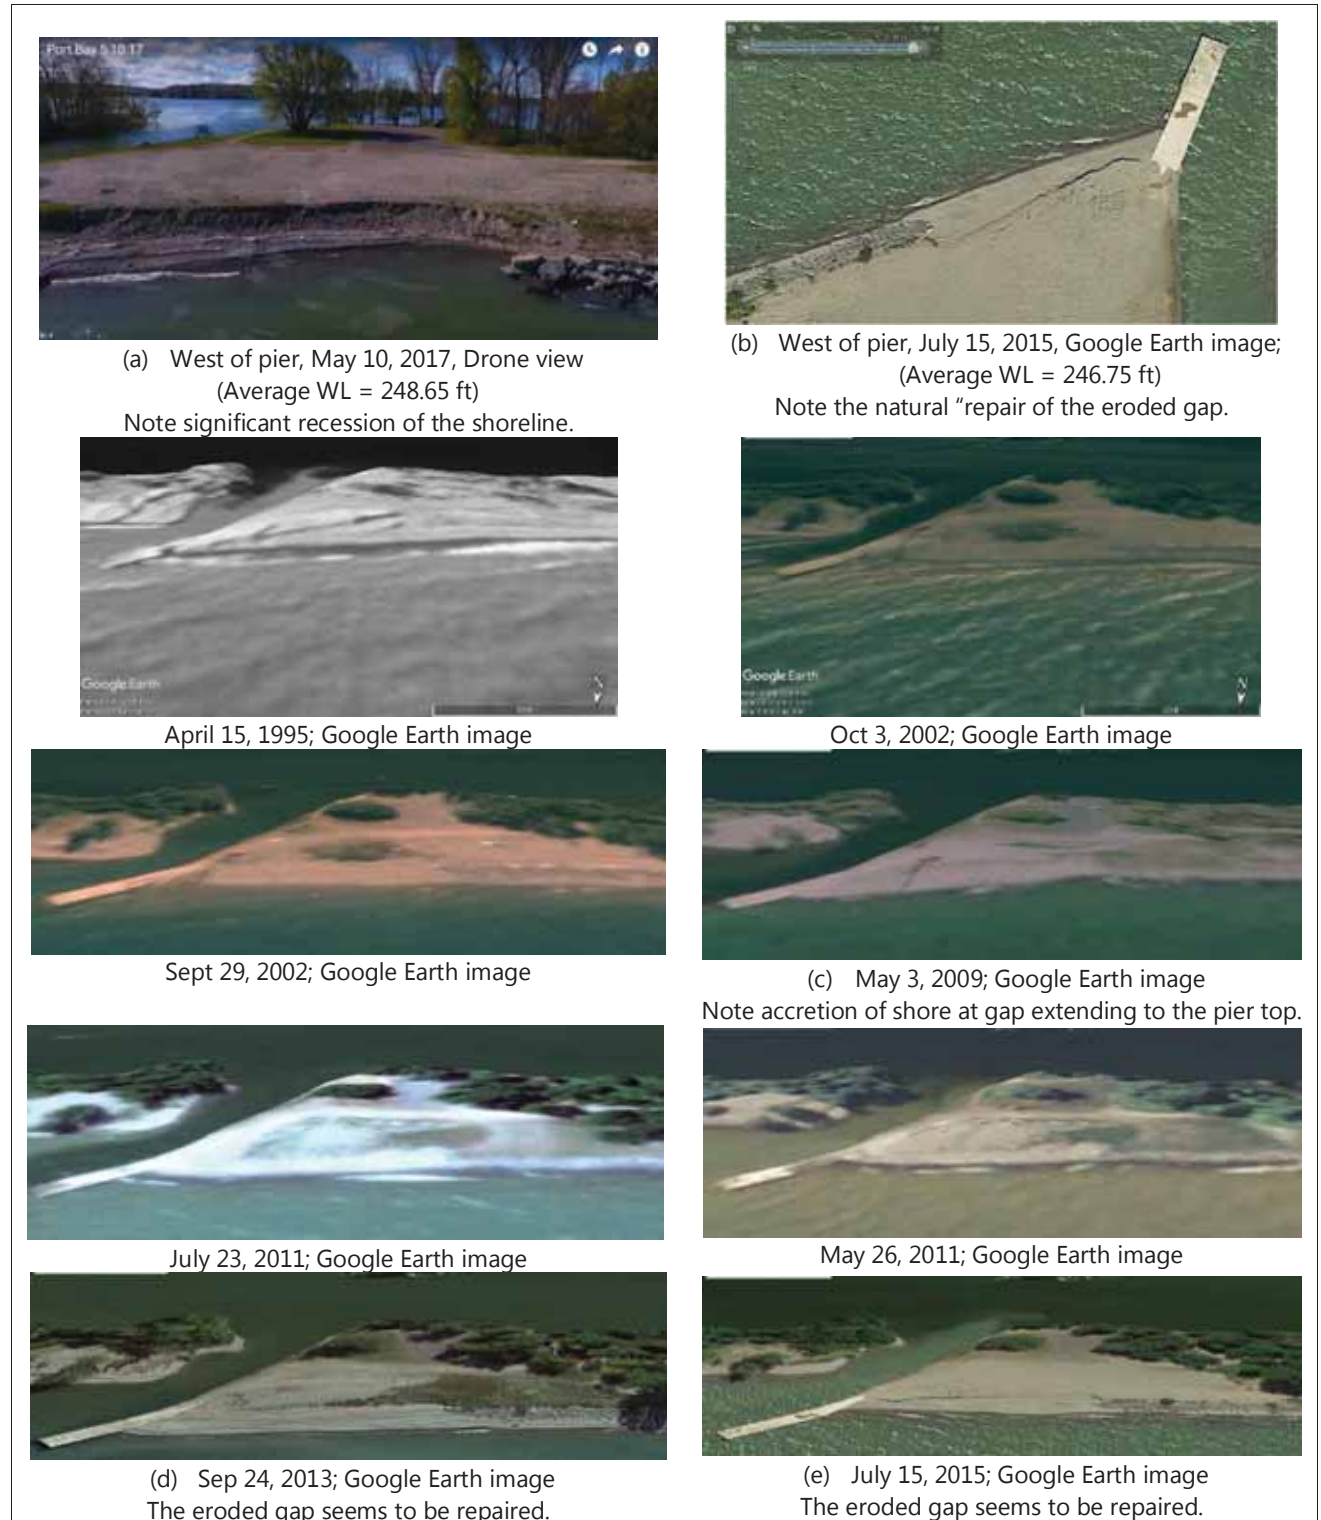 Port Bay 5.10.17
(a) West of pier, May 10, 2017, Drone view
(Average WL = 248.65 ft)
Note significant recession of the shoreline.
(b) West of pier, July 15, 2015, Google Earth image;
(Average WL = 246.75 ft)
Note the natural “repair of the eroded gap.
Google Earth
N
April 15, 1995; Google Earth image
Google Earth
N
Oct 3, 2002; Google Earth image
Sept 29, 2002; Google Earth image
(c) May 3, 2009; Google Earth image
Note accretion of shore at gap extending to the pier top.
July 23, 2011; Google Earth image
May 26, 2011; Google Earth image
(d) Sep 24, 2013; Google Earth image
The eroded gap seems to be repaired.
(e) July 15, 2015; Google Earth image
The eroded gap seems to be repaired.